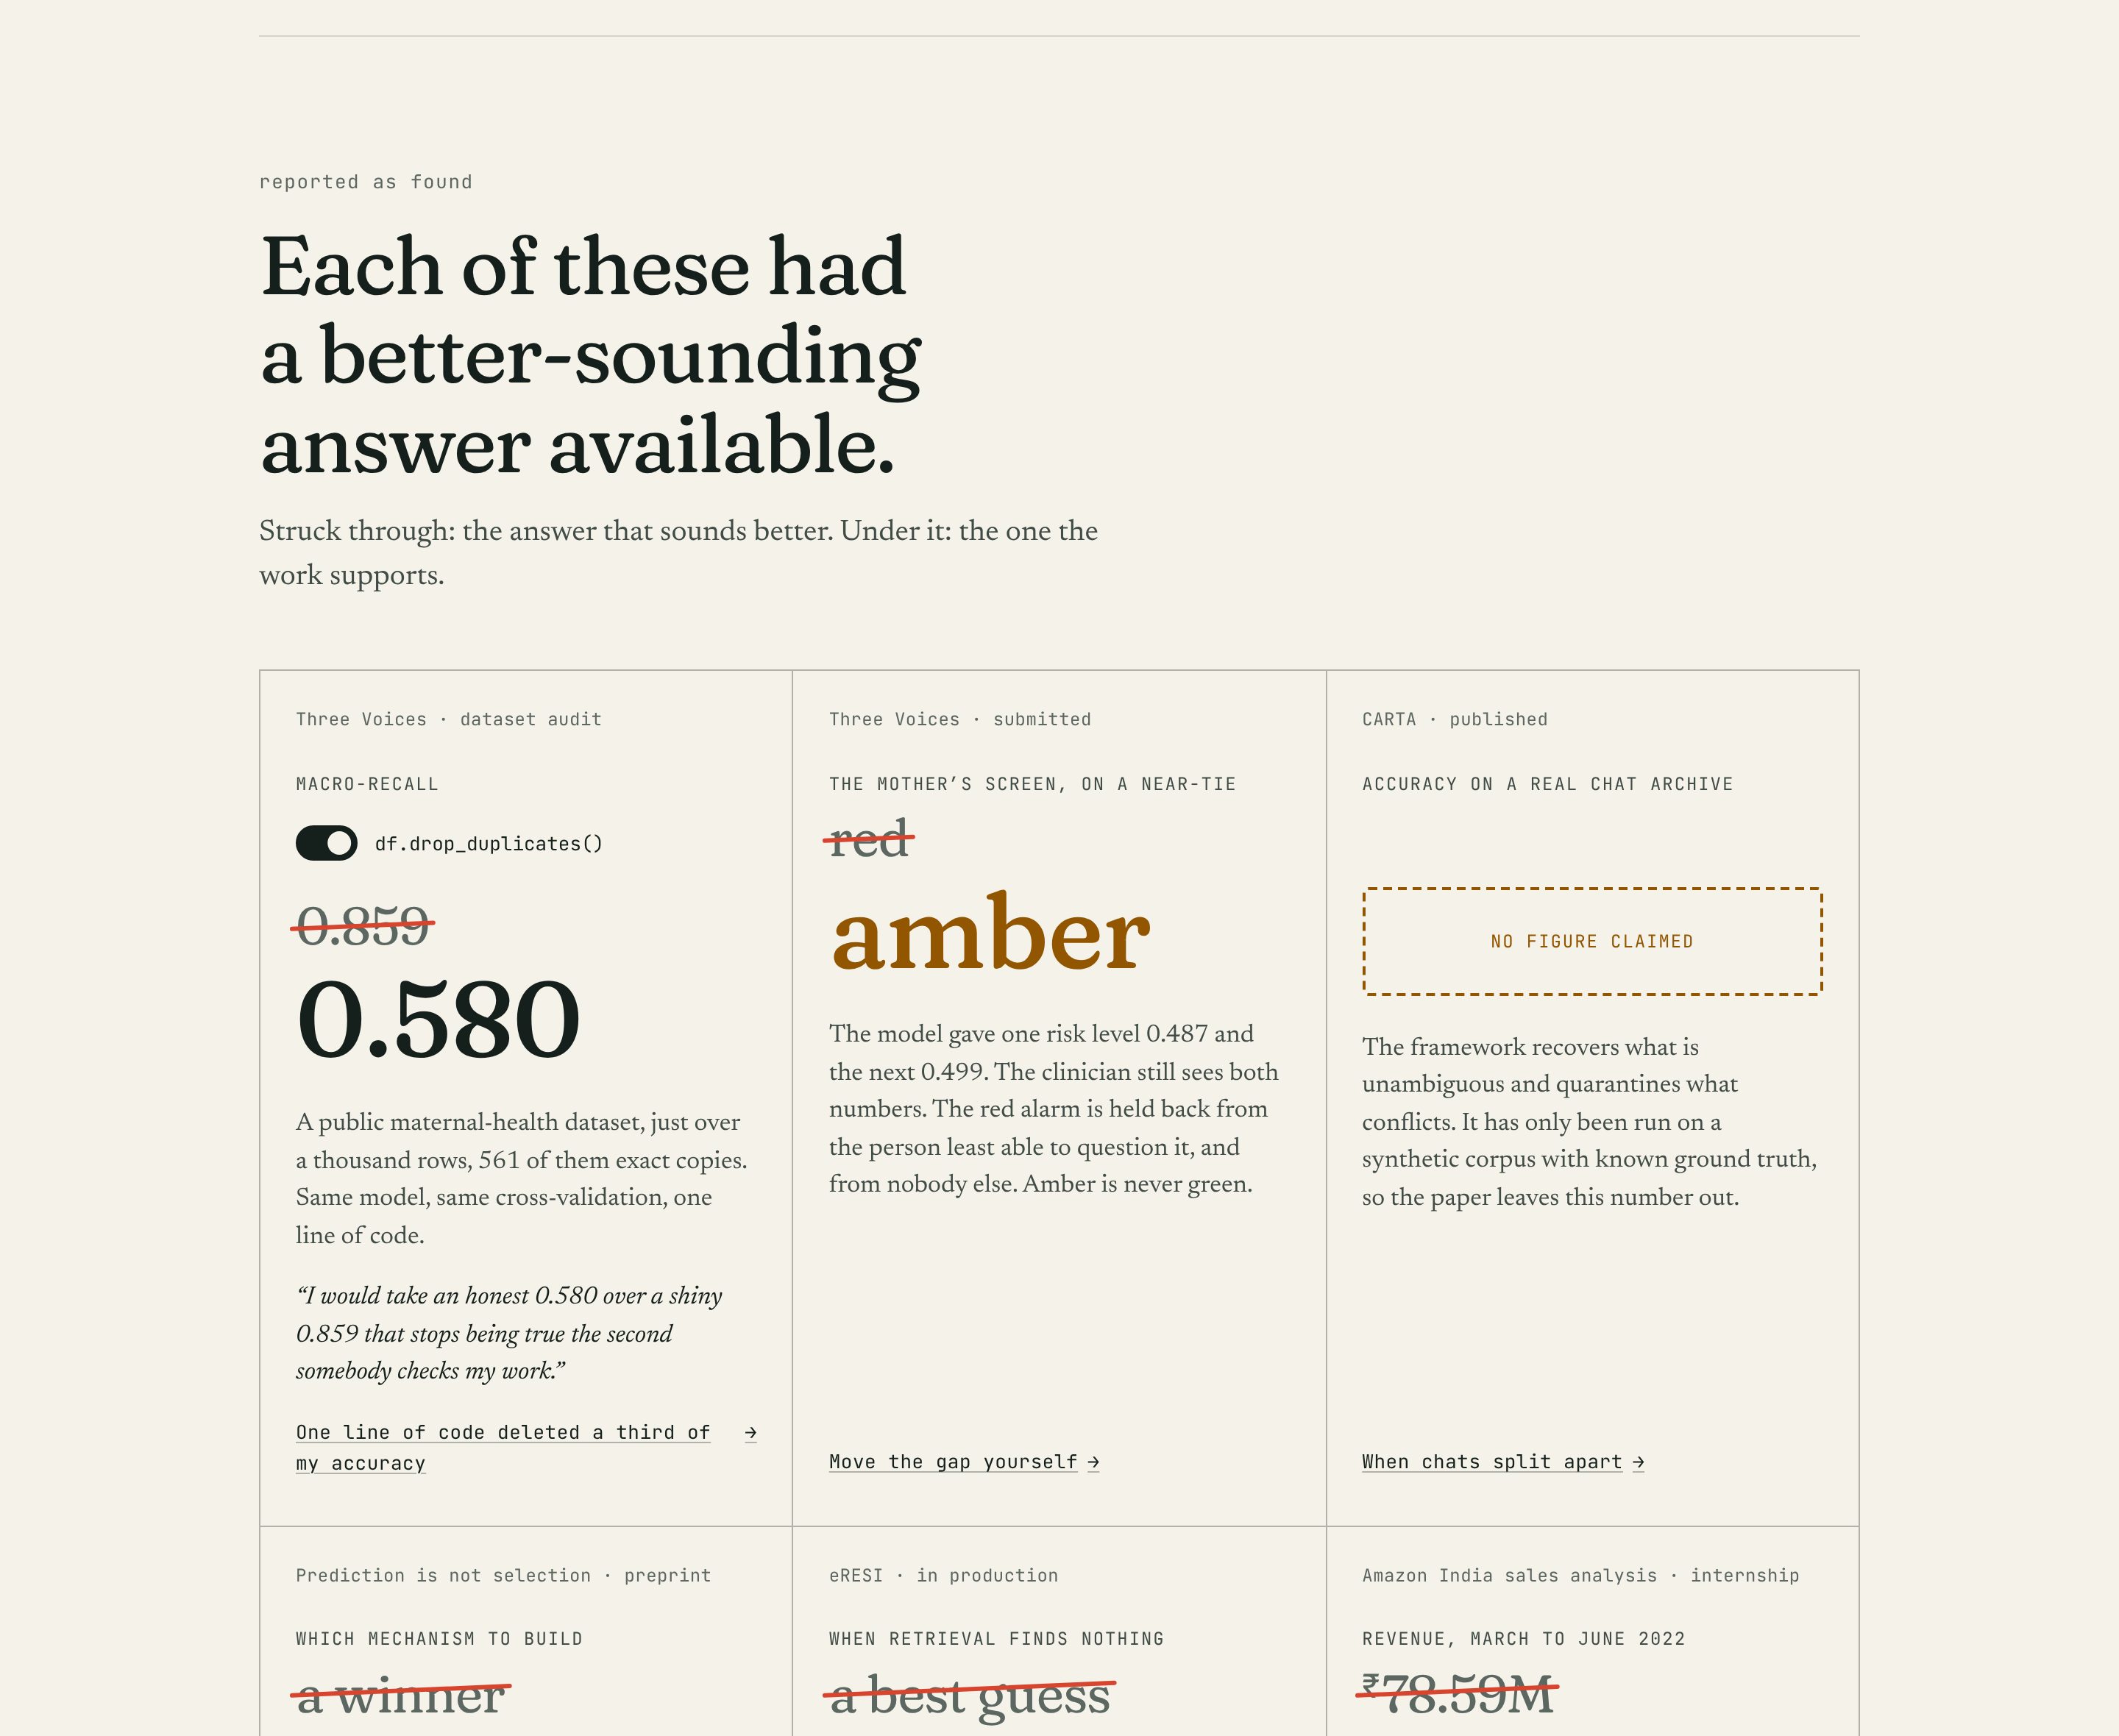 reported as found
Each of these had
a better-sounding
answer available.
Struck through: the answer that sounds better. Under it: the one the
work supports.
Three Voices · dataset audit
MACRO-RECALL
df.drop_duplicates()
0.859
0.580
A public maternal-health dataset, just over
a thousand rows, 561 of them exact copies.
Same model, same cross-validation, one
line of code.
“I would take an honest 0.580 over a shiny
0.859 that stops being true the second
somebody checks my work.”
One line of code deleted a third of →
my accuracy
Three Voices · submitted
THE MOTHER’S SCREEN, ON A NEAR-TIE
red
amber
The model gave one risk level 0.487 and
the next 0.499. The clinician still sees both
numbers. The red alarm is held back from
the person least able to question it, and
from nobody else. Amber is never green.
Move the gap yourself →
CARTA · published
ACCURACY ON A REAL CHAT ARCHIVE
NO FIGURE CLAIMED
The framework recovers what is
unambiguous and quarantines what
conflicts. It has only been run on a
synthetic corpus with known ground truth,
so the paper leaves this number out.
When chats split apart →
Prediction is not selection · preprint
WHICH MECHANISM TO BUILD
a winner
eRESI · in production
WHEN RETRIEVAL FINDS NOTHING
a best guess
Amazon India sales analysis · internship
REVENUE, MARCH TO JUNE 2022
₹78.59M